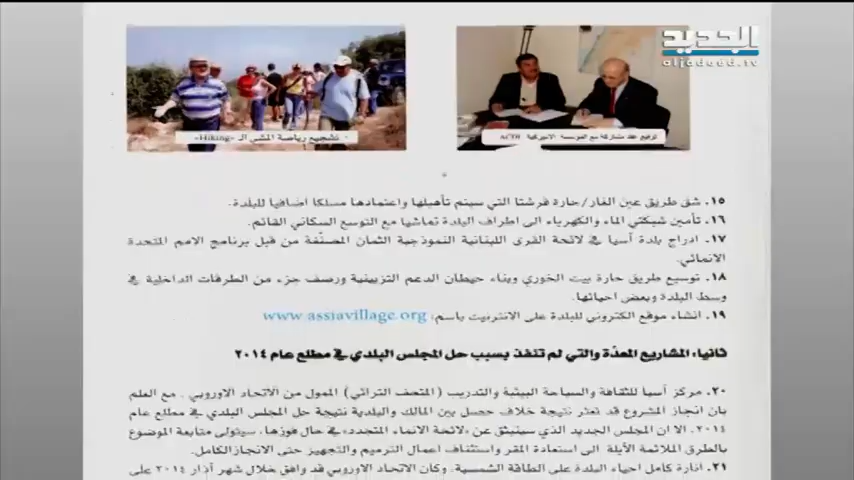 الجديد
aljadeed.tv
توقيع عقد مشاركة مع المؤسسة الاميركية
تشجيع رياضة المشي الـ «Hiking»
١٥. شق طريق عين الغار/حارة فرشتا التي سيتم تأهيلها واعتمادها مسلكا اضافيا للبلدة.
١٦. تأمين شبكتي الماء والكهرباء الى اطراف البلدة تماشيا مع التوسع السكاني القائم.
١٧. ادراج بلدة آسيا في لائحة القرى اللبنانية النموذجية الثمان المصنّفة من قبل برنامج الامم المتحدة
الانمائي.
١٨. توسيع طريق حارة بيت الخوري وبناء حيطان الدعم التزيينية ورصف جزء من الطرقات الداخلية في
وسط البلدة وبعض احيائها.
١٩. انشاء موقع الكتروني للبلدة على الانترنيت باسم: www.assiavillage.org
ثانيا: المشاريع المعدّة والتي لم تنفذ بسبب حل المجلس البلدي في مطلع عام ٢٠١٤
٢٠. مركز آسيا للثقافة والسياحة البيئية والتدريب (المتحف التراثي) الممول من الاتحاد الاوروبي. مع العلم
بان انجاز المشروع قد تعثر نتيجة خلاف حصل بين المالك والبلدية نتيجة حل المجلس البلدي في مطلع عام
٢٠١٤. الا ان المجلس الجديد الذي سينبثق عن «لائحة الانماء المتجدد» في حال فوزها، سيتولى متابعة الموضوع
بالطرق الملائمة الأيلة الى استعادة المقر واستئناف اعمال الترميم والتجهيز حتى الانجاز الكامل.
٢١. انارة كامل احياء البلدة على الطاقة الشمسية. وكان الاتحاد الاوروبي قد وافق خلال شهر آذار ٢٠١٤ على